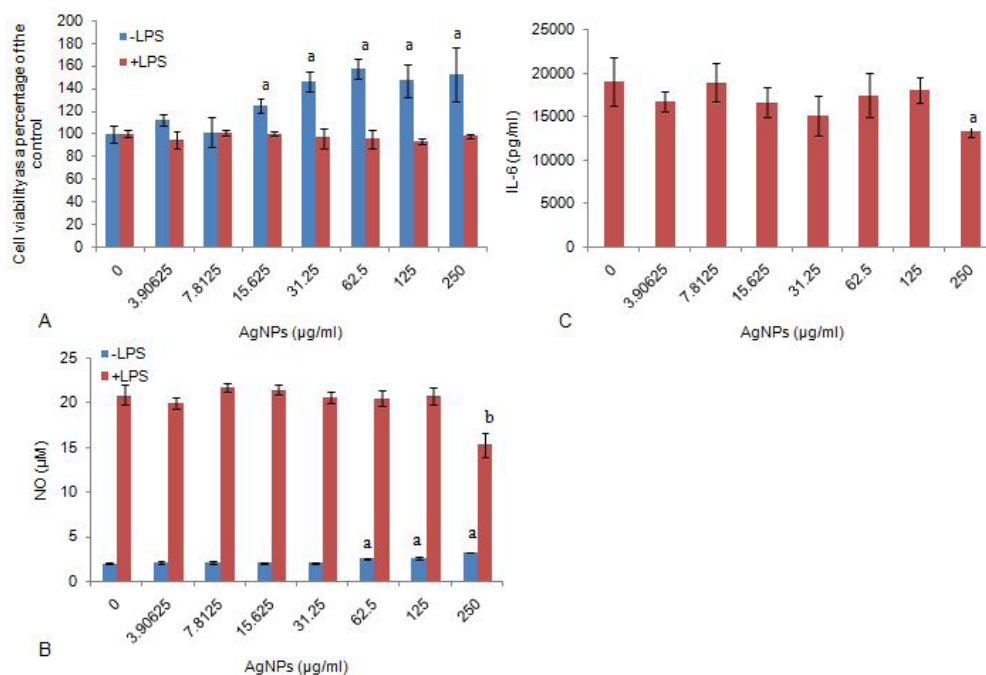 200
180
160
140
120
100
80
60
40
20
0
Cell viability as a percentage of the
control
-LPS
+LPS
a
a
a
a
a
0
3.90625
7.8125
15.625
31.25
62.5
125
250
A
AgNPs (µg/ml)
25000
20000
15000
10000
5000
0
IL-6 (pg/ml)
a
0
3.90625
7.8125
15.625
31.25
62.5
125
250
C
AgNPs (µg/ml)
-LPS
+LPS
25
20
15
10
5
0
NO (µM)
b
a
a
a
0
3.90625
7.8125
15.625
31.25
62.5
125
250
B
AgNPs (µg/ml)